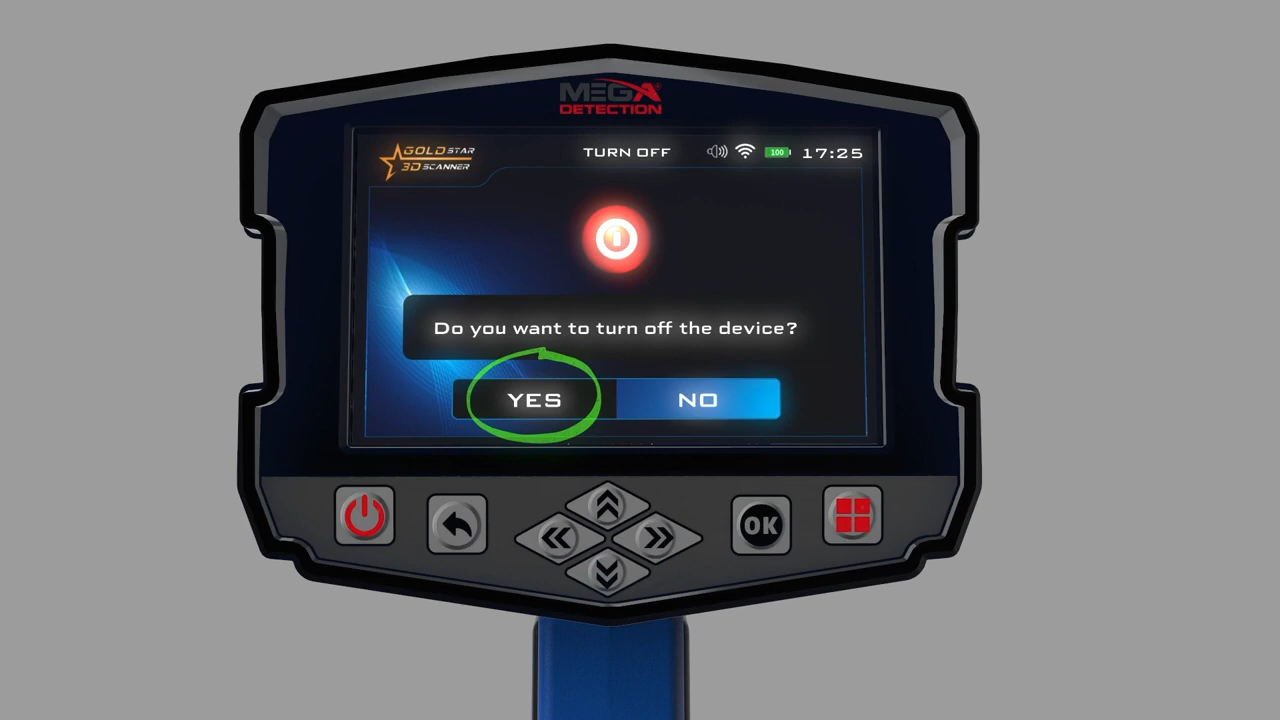 MEGA
DETECTION
GOLD STAR
3D SCANNER
TURN OFF
100
17:25
Do you want to turn off the device?
YES
NO
OK